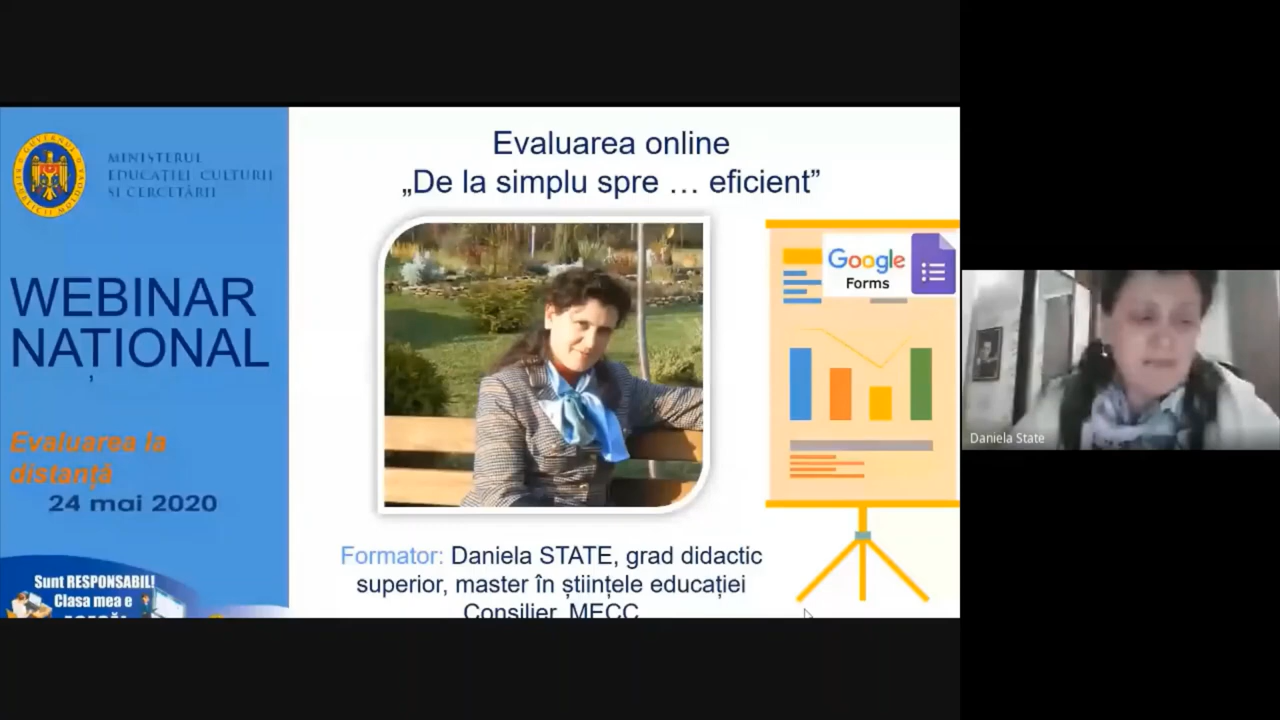 MINISTERUL
EDUCAȚIEI CULTURII
ȘI CERCETĂRII
WEBINAR
NAȚIONAL
Evaluarea la
distanță
24 mai 2020
Sunt RESPONSABIL!
Clasa mea e
Evaluarea online
„De la simplu spre … eficient”
Google
Forms
Formator: Daniela STATE, grad didactic
superior, master în științele educației
Consilier, MECC
Daniela State